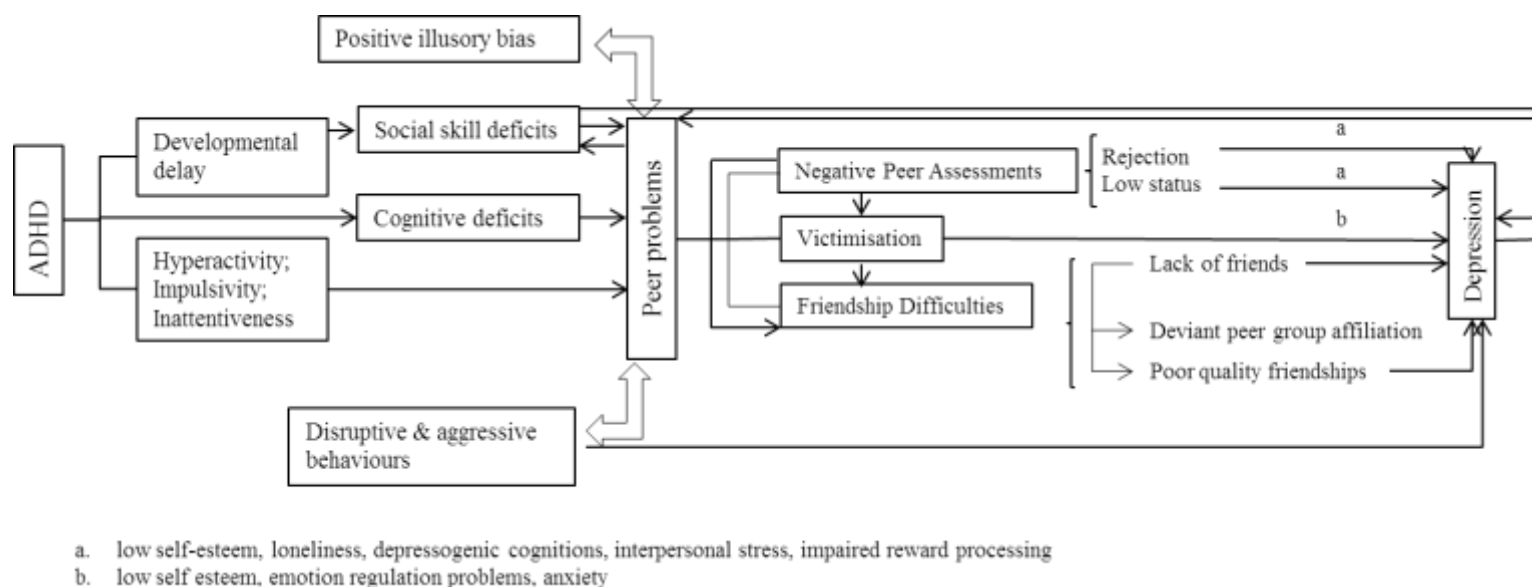 Positive illusory bias
Social skill deficits
Developmental
delay
ADHD
Cognitive deficits
Hyperactivity;
Impulsivity;
Inattentiveness
Peer problems
Disruptive & aggressive
behaviours
Negative Peer Assessments
Victimisation
Friendship Difficulties
Rejection
Low status
a
a
b
Lack of friends
Deviant peer group affiliation
Poor quality friendships
Depression
a. low self-esteem, loneliness, depressogenic cognitions, interpersonal stress, impaired reward processing
b. low self esteem, emotion regulation problems, anxiety